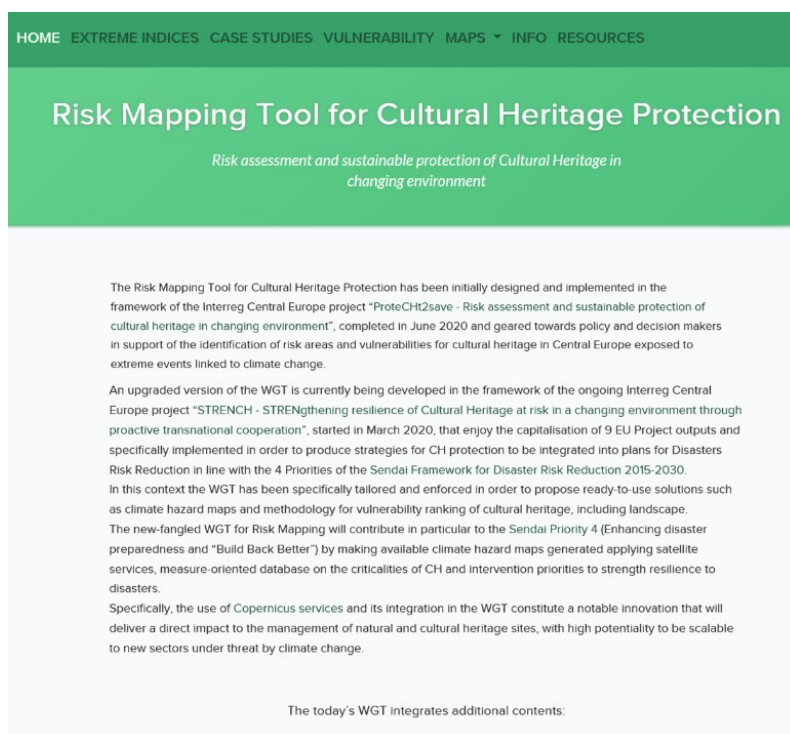 HOME EXTREME INDICES CASE STUDIES VULNERABILITY MAPS INFO RESOURCES
Risk Mapping Tool for Cultural Heritage Protection
Risk assessment and sustainable protection of Cultural Heritage in
changing environment
The Risk Mapping Tool for Cultural Heritage Protection has been initially designed and implemented in the
framework of the Interreg Central Europe project “ProteCHt2save - Risk assessment and sustainable protection of
cultural heritage in changing environment”, completed in June 2020 and geared towards policy and decision makers
in support of the identification of risk areas and vulnerabilities for cultural heritage in Central Europe exposed to
extreme events linked to climate change.
An upgraded version of the WGT is currently being developed in the framework of the ongoing Interreg Central
Europe project “STRENCH - STRENgthening resilience of Cultural Heritage at risk in a changing environment through
proactive transnational cooperation”, started in March 2020, that enjoy the capitalisation of 9 EU Project outputs and
specifically implemented in order to produce strategies for CH protection to be integrated into plans for Disasters
Risk Reduction in line with the 4 Priorities of the Sendai Framework for Disaster Risk Reduction 2015-2030.
In this context the WGT has been specifically tailored and enforced in order to propose ready-to-use solutions such
as climate hazard maps and methodology for vulnerability ranking of cultural heritage, including landscape.
The new-fangled WGT for Risk Mapping will contribute in particular to the Sendai Priority 4 (Enhancing disaster
preparedness and “Build Back Better”) by making available climate hazard maps generated applying satellite
services, measure-oriented database on the criticalities of CH and intervention priorities to strength resilience to
disasters.
Specifically, the use of Copernicus services and its integration in the WGT constitute a notable innovation that will
deliver a direct impact to the management of natural and cultural heritage sites, with high potentiality to be scalable
to new sectors under threat by climate change.
The today's WGT integrates additional contents: